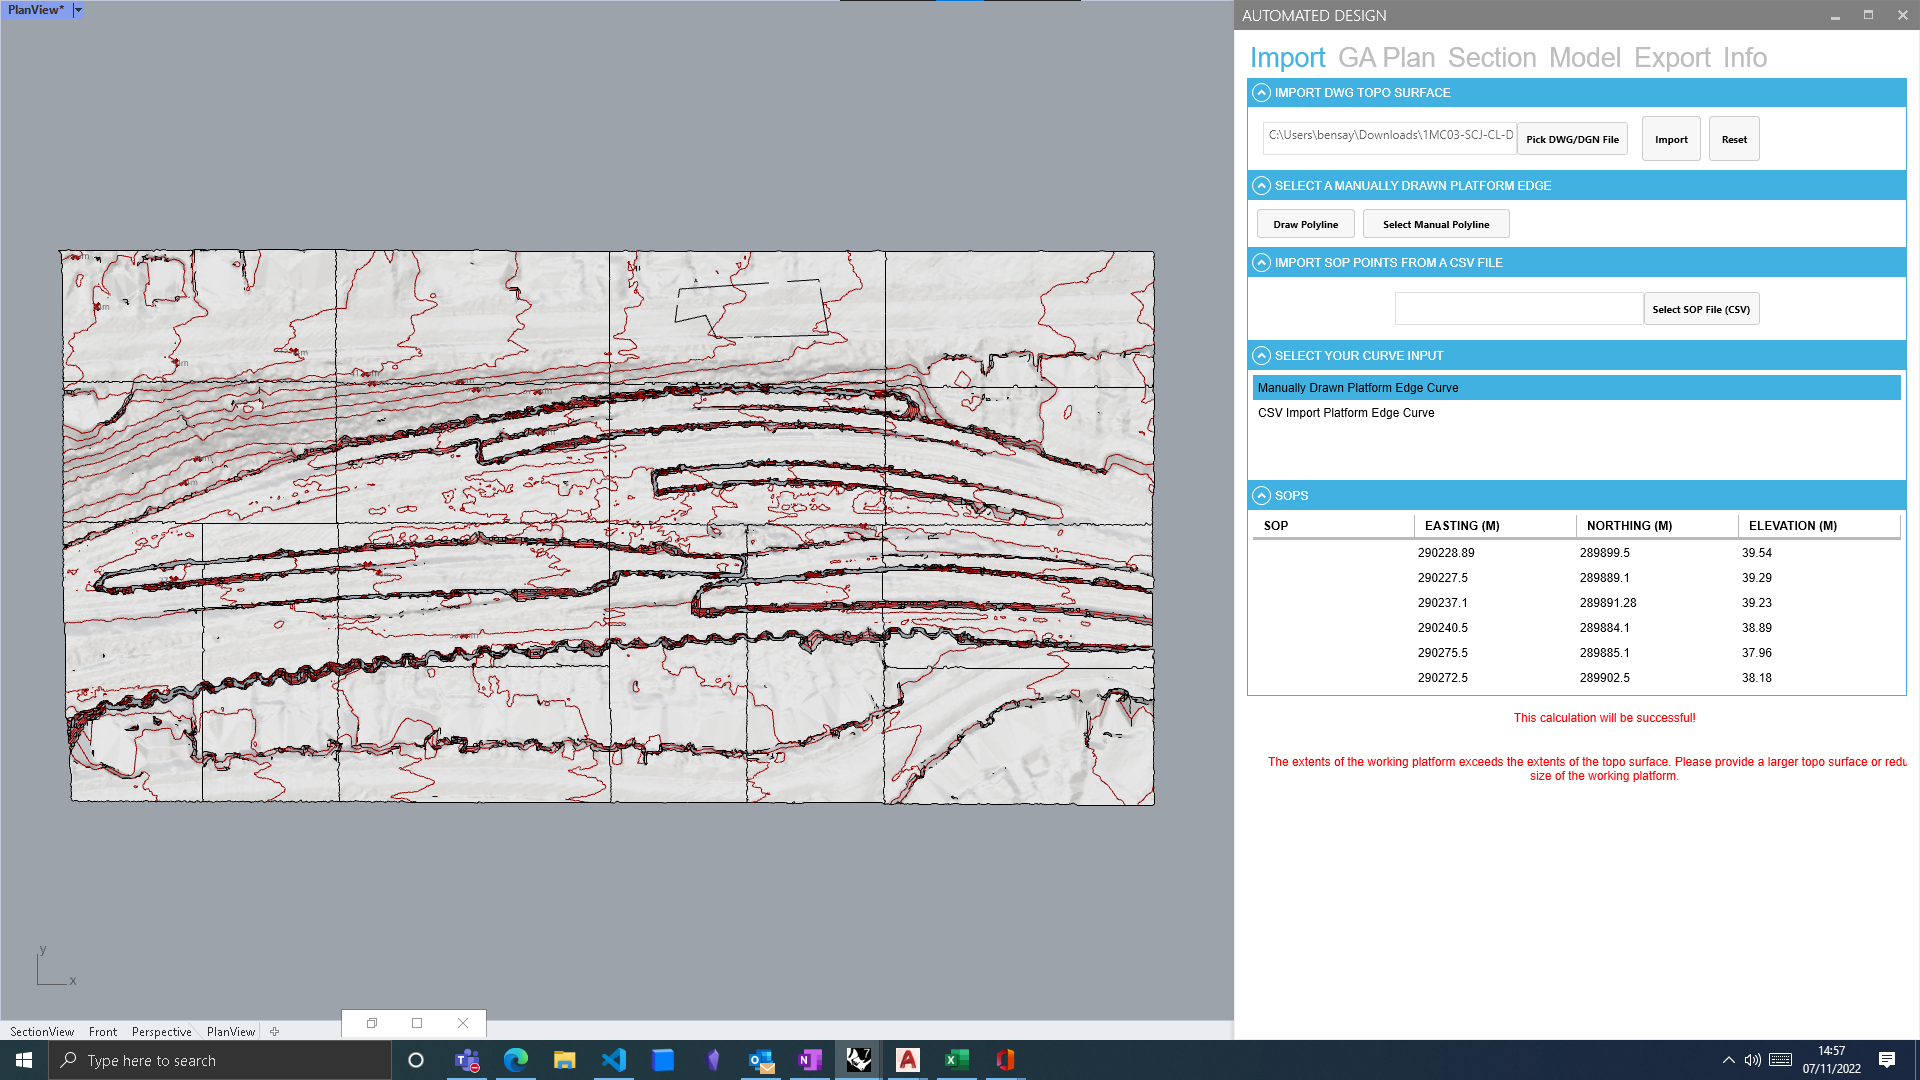 PlanView*
AUTOMATED DESIGN
Import GA Plan Section Model Export Info
IMPORT DWG TOPO SURFACE
C:\Users\bensay\Downloads\1MC03-SCJ-CL-D
Pick DWG/DGN File
Import
Reset
SELECT A MANUALLY DRAWN PLATFORM EDGE
Draw Polyline
Select Manual Polyline
IMPORT SOP POINTS FROM A CSV FILE
Select SOP File (CSV)
SELECT YOUR CURVE INPUT
Manually Drawn Platform Edge Curve
CSV Import Platform Edge Curve
SOPS
SOP EASTING (M) NORTHING (M) ELEVATION (M)
290228.89 289899.5 39.54
290227.5 289889.1 39.29
290237.1 289891.28 39.23
290240.5 289884.1 38.89
290275.5 289885.1 37.96
290272.5 289902.5 38.18
This calculation will be successful!
The extents of the working platform exceeds the extents of the topo surface. Please provide a larger topo surface or redu
size of the working platform.
y
x
SectionView Front Perspective PlanView
Type here to search
14:57
07/11/2022